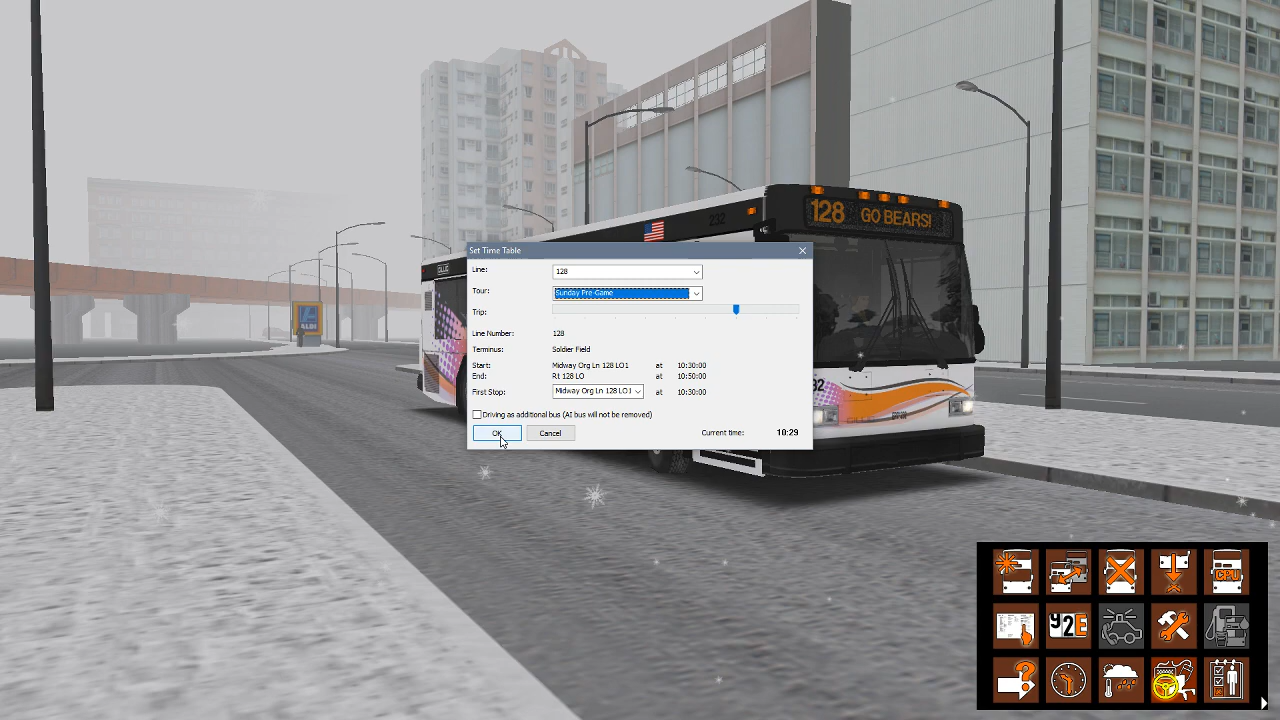 232
128 GO BEARS!
GILLIG
ALDI
Set Time Table
Line: 128
Tour: Sunday Pre-Game
Trip:
Line Number: 128
Terminus: Soldier Field
Start: Midway Org Ln 128 LO1 at 10:30:00
End: Rt 128 LO at 10:50:00
First Stop: Midway Org Ln 128 LO1 at 10:30:00
Driving as additional bus (AI bus will not be removed)
OK Cancel Current time: 10:29
CPU
92E
?